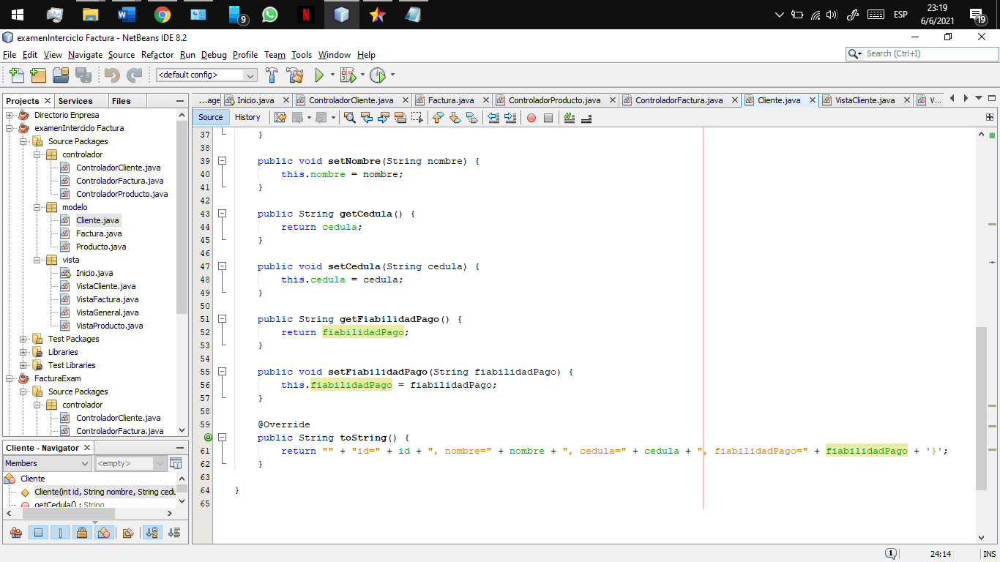 9
ESP
23:19
6/6/2021
19
examenInterciclo Factura - NetBeans IDE 8.2
File Edit View Navigate Source Refactor Run Debug Profile Team Tools Window Help
Search (Ctrl+I)
<default config>
Projects
Services
Files
Directorio Enpresa
examenInterciclo Factura
Source Packages
controlador
ControladorCliente.java
ControladorFactura.java
ControladorProducto.java
modelo
Cliente.java
Factura.java
Producto.java
vista
Inicio.java
VistaCliente.java
VistaFactura.java
VistaGeneral.java
VistaProducto.java
Test Packages
Libraries
Test Libraries
FacturaExam
Source Packages
controlador
ControladorCliente.java
ControladorFactura.java
Cliente - Navigator
Members
<empty>
Cliente
Cliente(int id, String nombre, String cedu
getCedula() : String
...age Inicio.java ControladorCliente.java Factura.java ControladorProducto.java ControladorFactura.java Cliente.java VistaCliente.java V...
Source History
37 }
38
39 public void setNombre(String nombre) {
40 this.nombre = nombre;
41 }
42
43 public String getCedula() {
44 return cedula;
45 }
46
47 public void setCedula(String cedula) {
48 this.cedula = cedula;
49 }
50
51 public String getFiabilidadPago() {
52 return fiabilidadPago;
53 }
54
55 public void setFiabilidadPago(String fiabilidadPago) {
56 this.fiabilidadPago = fiabilidadPago;
57 }
58
59 @Override
public String toString() {
61 return "" + "id=" + id + ", nombre=" + nombre + ", cedula=" + cedula + ", fiabilidadPago=" + fiabilidadPago + '}';
62 }
63
64 }
65
1
24:14
INS